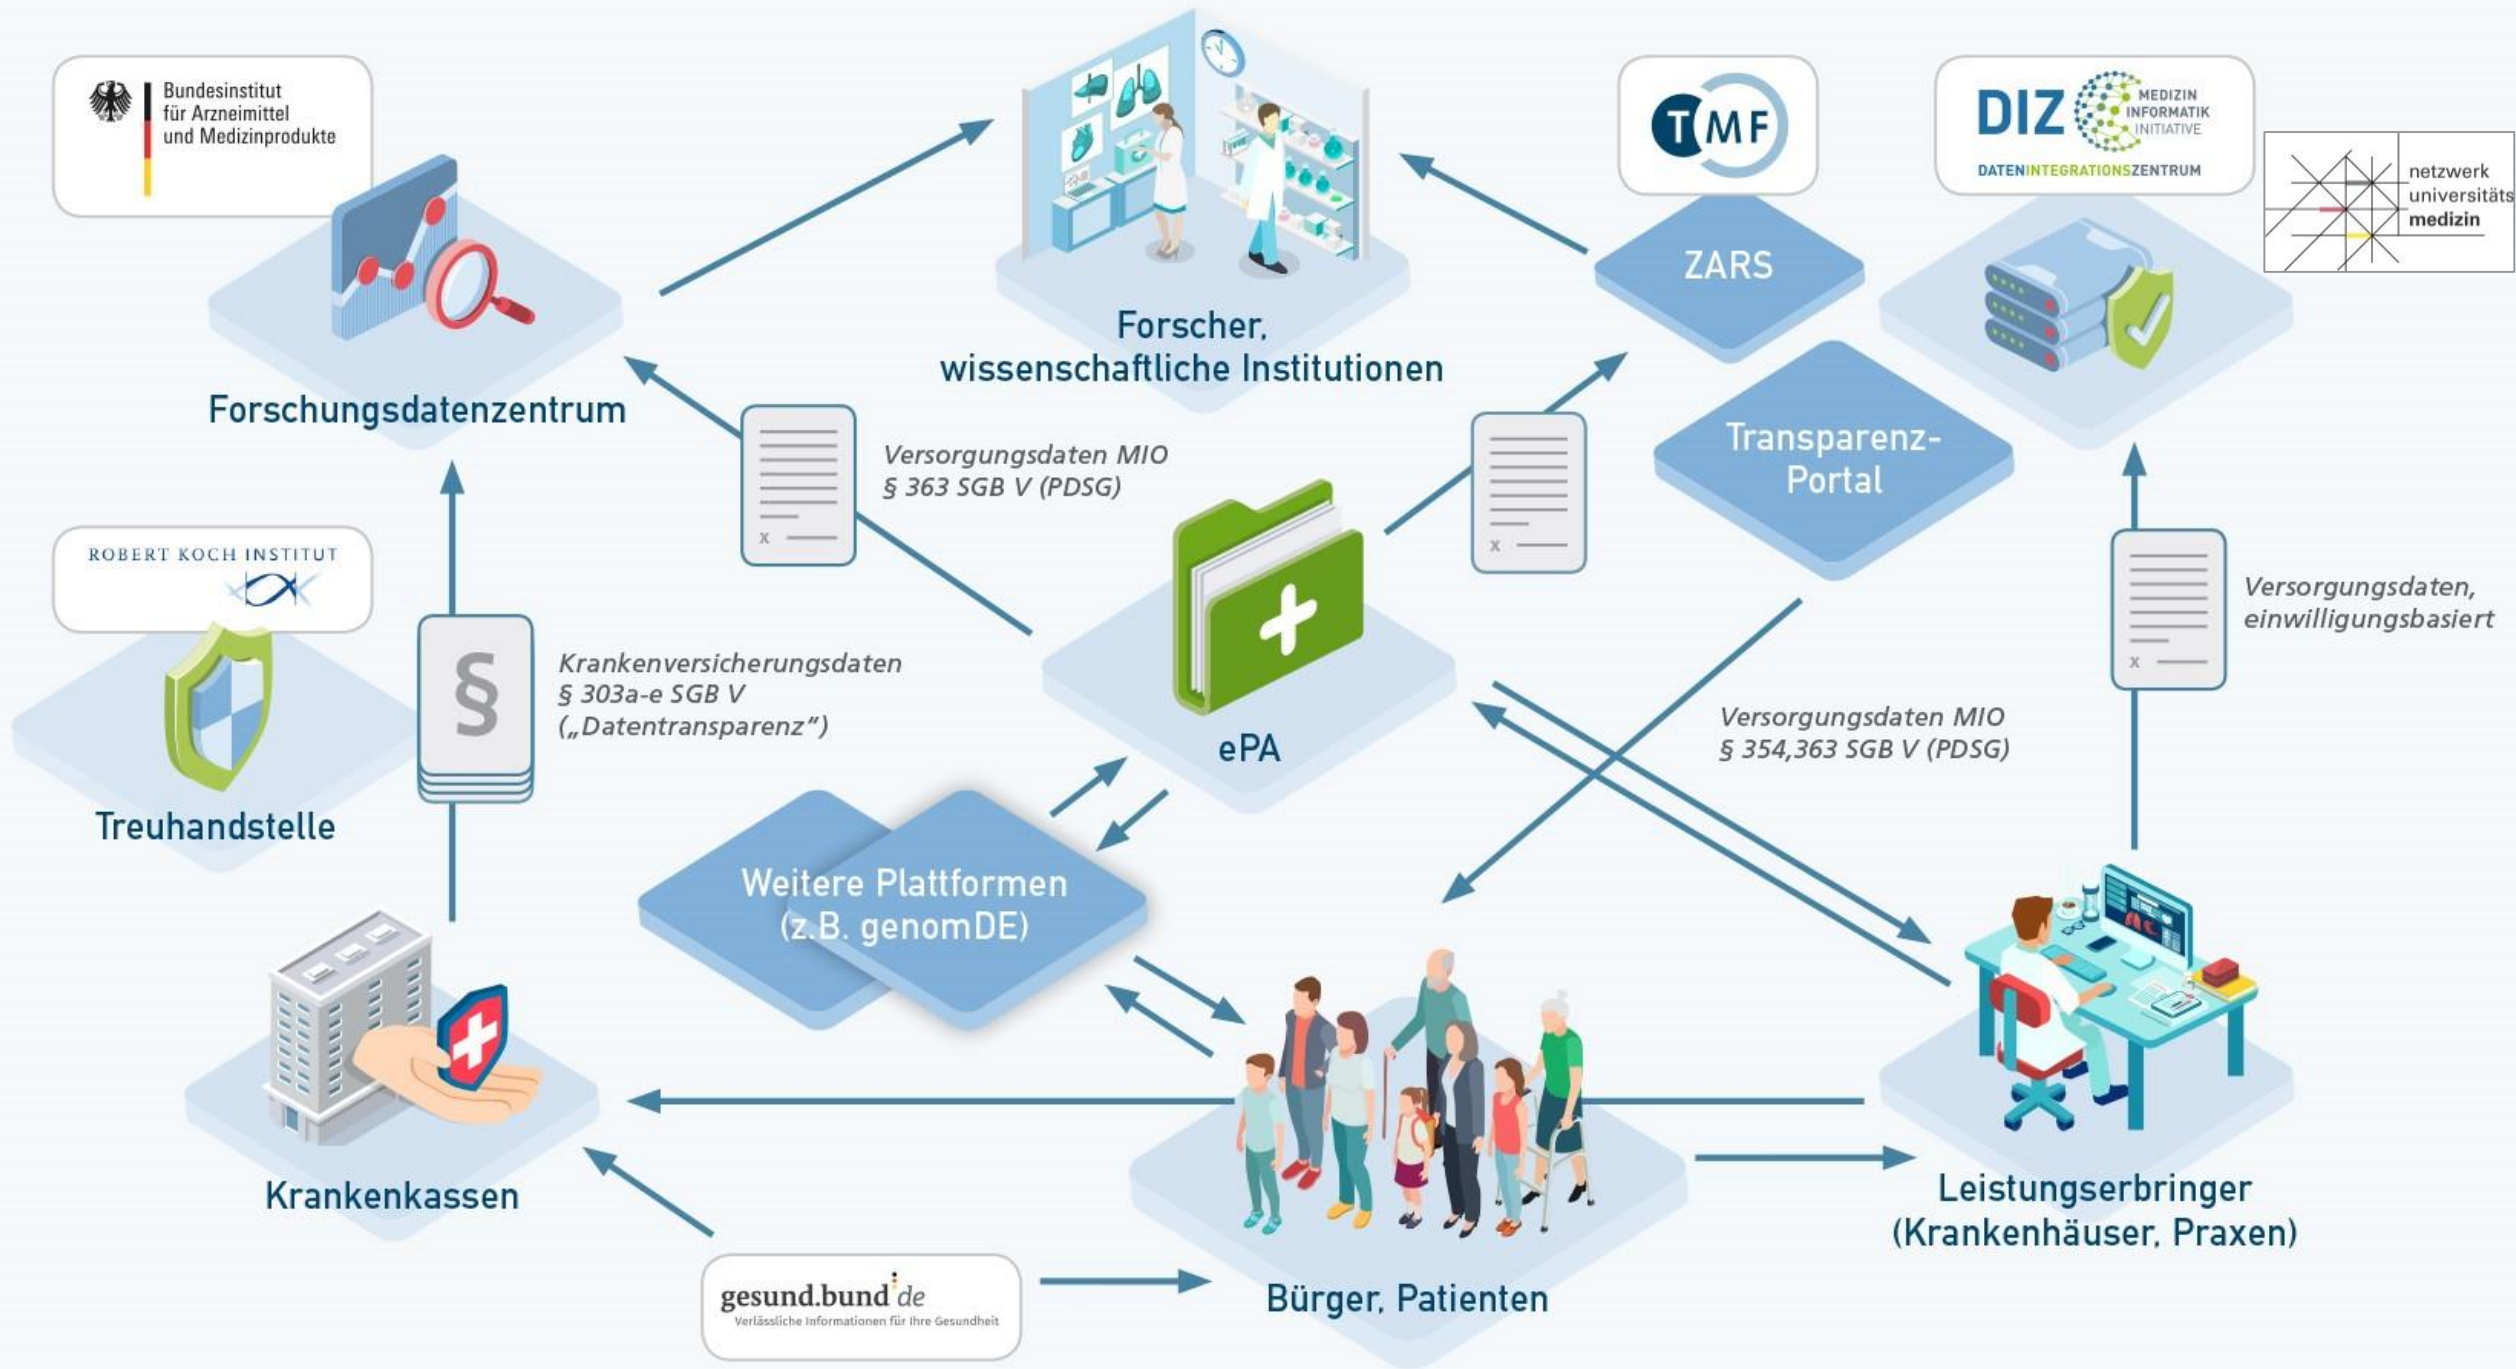 Bundesinstitut
für Arzneimittel
und Medizinprodukte
TMF
DIZ
MEDIZIN
INFORMATIK
INITIATIVE
DATENINTEGRATIONSZENTRUM
netzwerk
universitäts
medizin
ZARS
Forscher,
wissenschaftliche Institutionen
Forschungsdatenzentrum
Versorgungsdaten MIO
§ 363 SGB V (PDSG)
x
x
Transparenz-
Portal
ROBERT KOCH INSTITUT
§
Krankenversicherungsdaten
§ 303a-e SGB V
(„Datentransparenz“)
Versorgungsdaten,
einwilligungsbasiert
x
Versorgungsdaten MIO
§ 354,363 SGB V (PDSG)
ePA
Treuhandstelle
Weitere Plattformen
(z.B. genomDE)
Krankenkassen
Leistungserbringer
(Krankenhäuser, Praxen)
gesund.bund de
Verlässliche Informationen für Ihre Gesundheit
Bürger, Patienten